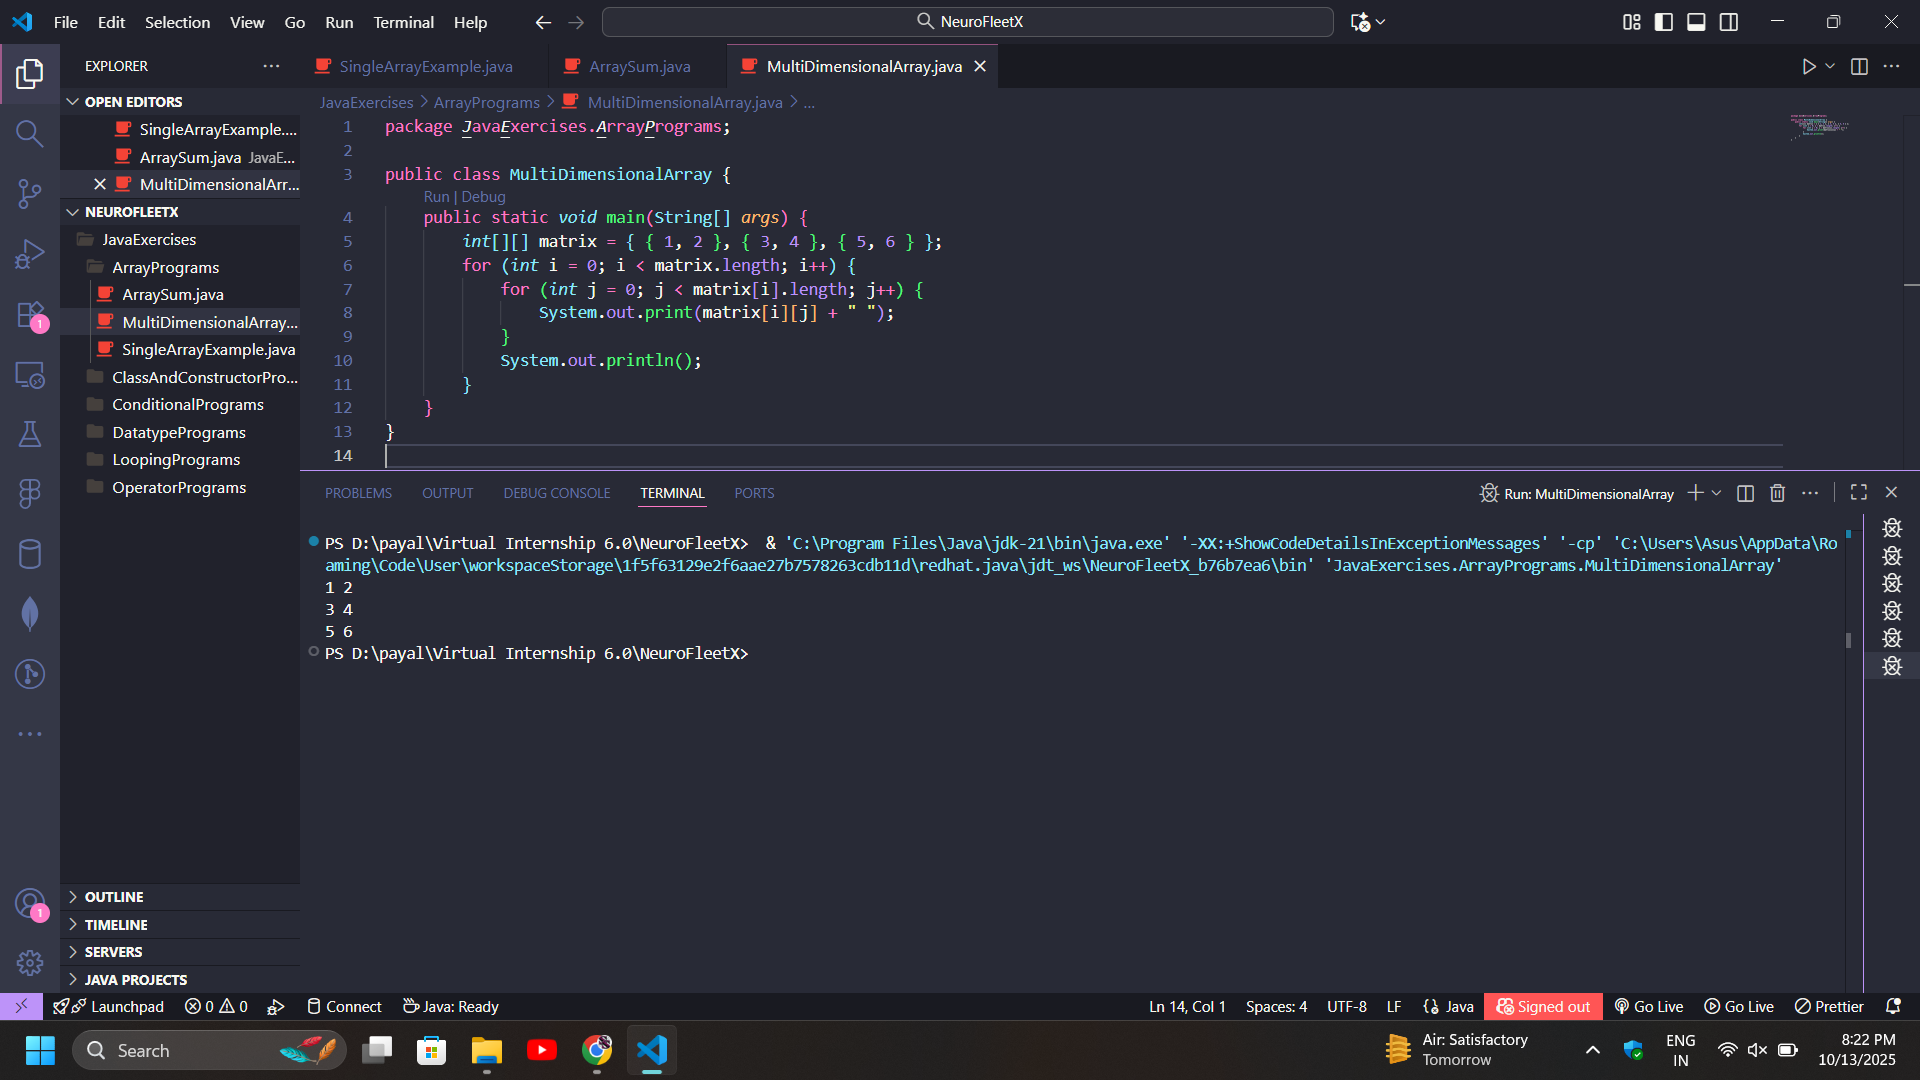 File Edit Selection View Go Run Terminal Help
NeuroFleetX
EXPLORER
OPEN EDITORS
SingleArrayExample....
ArraySum.java JavaE...
MultiDimensionalArr...
NEUROFLEETX
JavaExercises
ArrayPrograms
ArraySum.java
MultiDimensionalArray...
SingleArrayExample.java
ClassAndConstructorPro...
ConditionalPrograms
DatatypePrograms
LoopingPrograms
OperatorPrograms
OUTLINE
TIMELINE
SERVERS
JAVA PROJECTS
1
1
SingleArrayExample.java ArraySum.java MultiDimensionalArray.java
JavaExercises > ArrayPrograms > MultiDimensionalArray.java > ...
1 package JavaExercises.ArrayPrograms;
2
3 public class MultiDimensionalArray {
Run | Debug
4 public static void main(String[] args) {
5 int[][] matrix = { { 1, 2 }, { 3, 4 }, { 5, 6 } };
6 for (int i = 0; i < matrix.length; i++) {
7 for (int j = 0; j < matrix[i].length; j++) {
8 System.out.print(matrix[i][j] + " ");
9 }
10 System.out.println();
11 }
12 }
13 }
14
PROBLEMS OUTPUT DEBUG CONSOLE TERMINAL PORTS
Run: MultiDimensionalArray
PS D:\payal\Virtual Internship 6.0\NeuroFleetX> & 'C:\Program Files\Java\jdk-21\bin\java.exe' '-XX:+ShowCodeDetailsInExceptionMessages' '-cp' 'C:\Users\Asus\AppData\Ro
aming\Code\User\workspaceStorage\1f5f63129e2f6aae27b7578263cdb11d\redhat.java\jdt_ws\NeuroFleetX_b76b7ea6\bin' 'JavaExercises.ArrayPrograms.MultiDimensionalArray'
1 2
3 4
5 6
PS D:\payal\Virtual Internship 6.0\NeuroFleetX>
Launchpad 0 0 Connect Java: Ready
Ln 14, Col 1 Spaces: 4 UTF-8 LF {} Java Signed out Go Live Go Live Prettier
Search
Air: Satisfactory
Tomorrow
ENG
IN
8:22 PM
10/13/2025